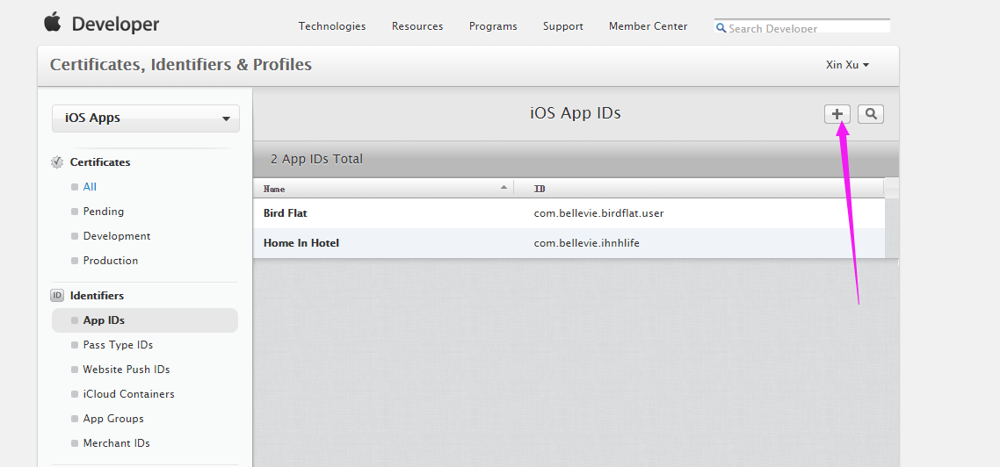 Developer
Technologies Resources Programs Support Member Center
Search Developer
Certificates, Identifiers & Profiles
Xin Xu
iOS Apps
iOS App IDs
2 App IDs Total
Name ID
Bird Flat com.bellevie.birdflat.user
Home In Hotel com.bellevie.ihnhlife
Certificates
All
Pending
Development
Production
ID Identifiers
App IDs
Pass Type IDs
Website Push IDs
iCloud Containers
App Groups
Merchant IDs